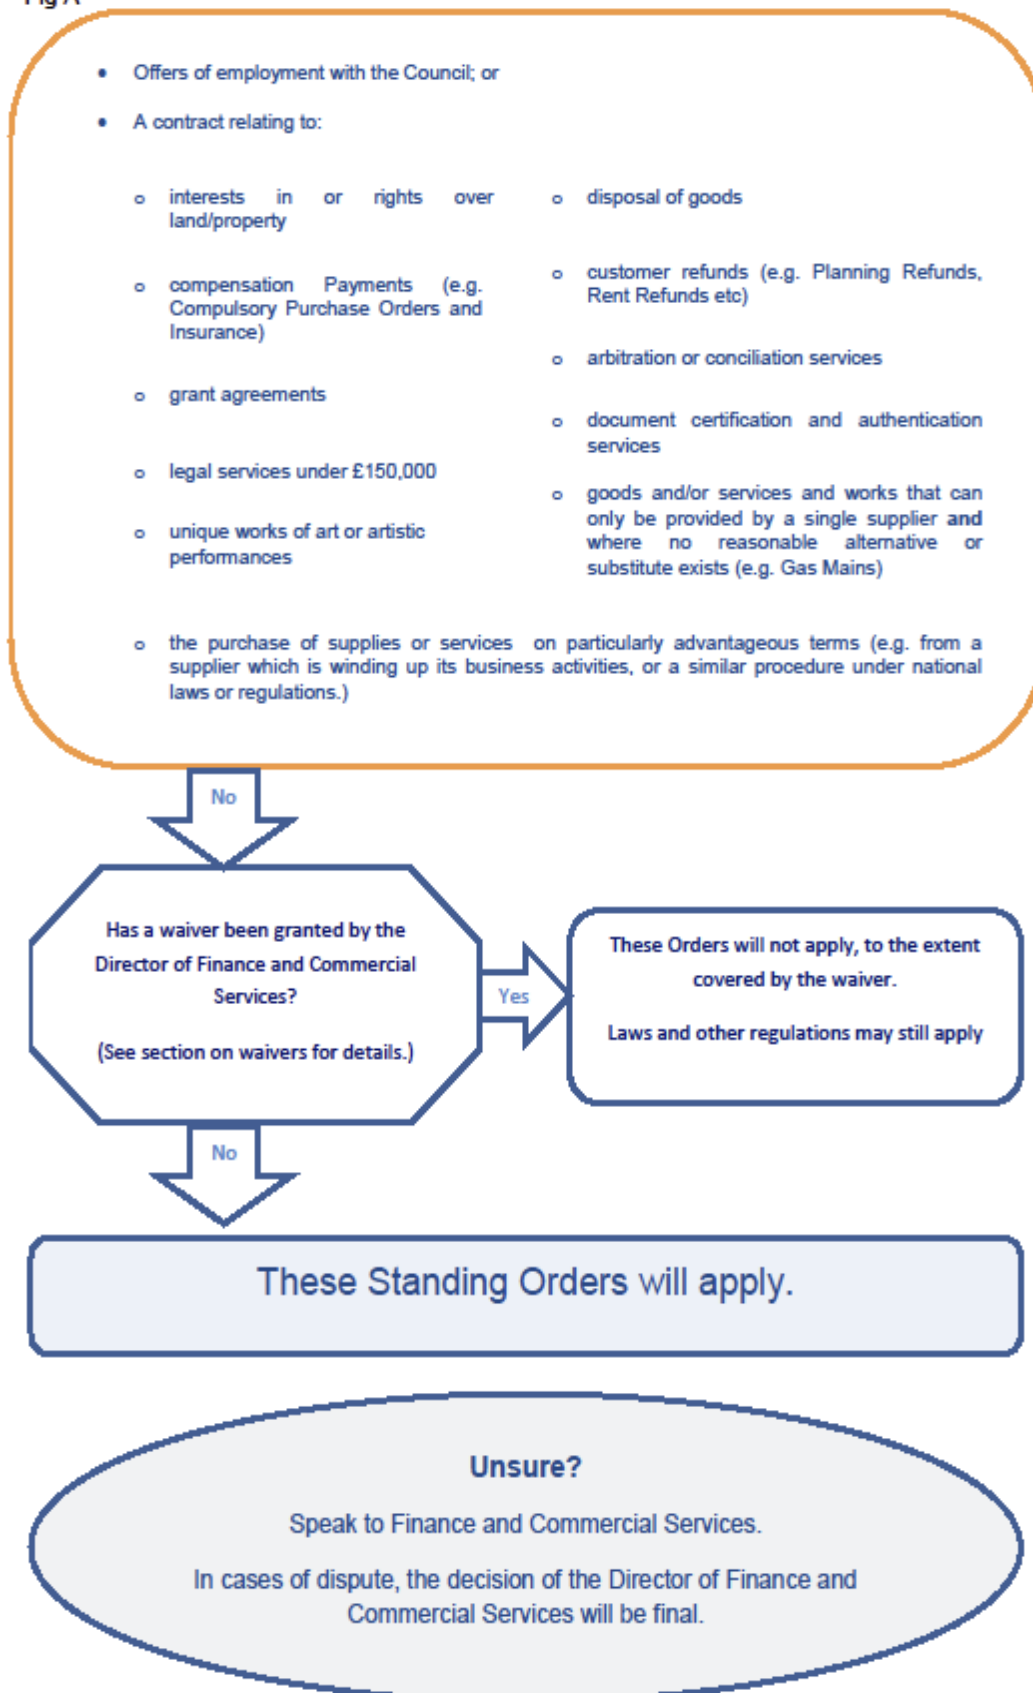 Fig A
• Offers of employment with the Council; or
• A contract relating to:
o interests in or rights over
land/property
o compensation Payments (e.g.
Compulsory Purchase Orders and
Insurance)
o grant agreements
o legal services under £150,000
o unique works of art or artistic
performances
o disposal of goods
o customer refunds (e.g. Planning Refunds,
Rent Refunds etc)
o arbitration or conciliation services
o document certification and authentication
services
o goods and/or services and works that can
only be provided by a single supplier and
where no reasonable alternative or
substitute exists (e.g. Gas Mains)
o the purchase of supplies or services on particularly advantageous terms (e.g. from a
supplier which is winding up its business activities, or a similar procedure under national
laws or regulations.)
No
Has a waiver been granted by the
Director of Finance and Commercial
Services?
(See section on waivers for details.)
Yes
These Orders will not apply, to the extent
covered by the waiver.
Laws and other regulations may still apply
No
These Standing Orders will apply.
Unsure?
Speak to Finance and Commercial Services.
In cases of dispute, the decision of the Director of Finance and
Commercial Services will be final.